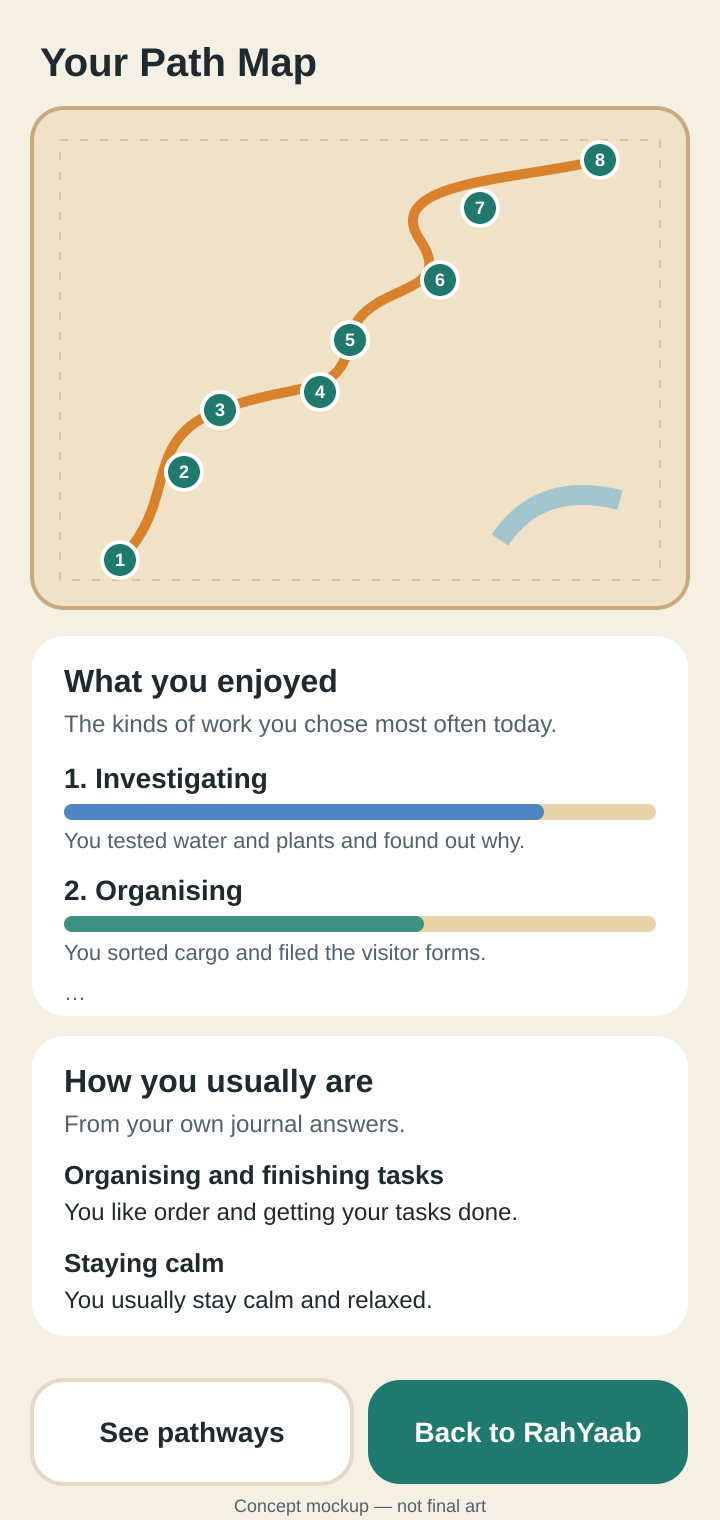 Your Path Map
8
7
6
5
4
3
2
1
What you enjoyed
The kinds of work you chose most often today.
1. Investigating
You tested water and plants and found out why.
2. Organising
You sorted cargo and filed the visitor forms.
…
How you usually are
From your own journal answers.
Organising and finishing tasks
You like order and getting your tasks done.
Staying calm
You usually stay calm and relaxed.
See pathways
Back to RahYaab
Concept mockup — not final art